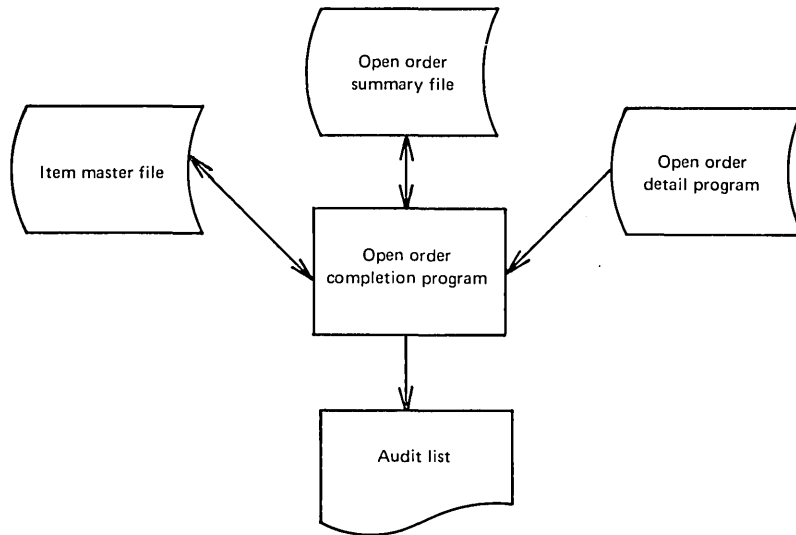 Open order
summary file
Item master file
Open order
detail program
Open order
completion program
Audit list